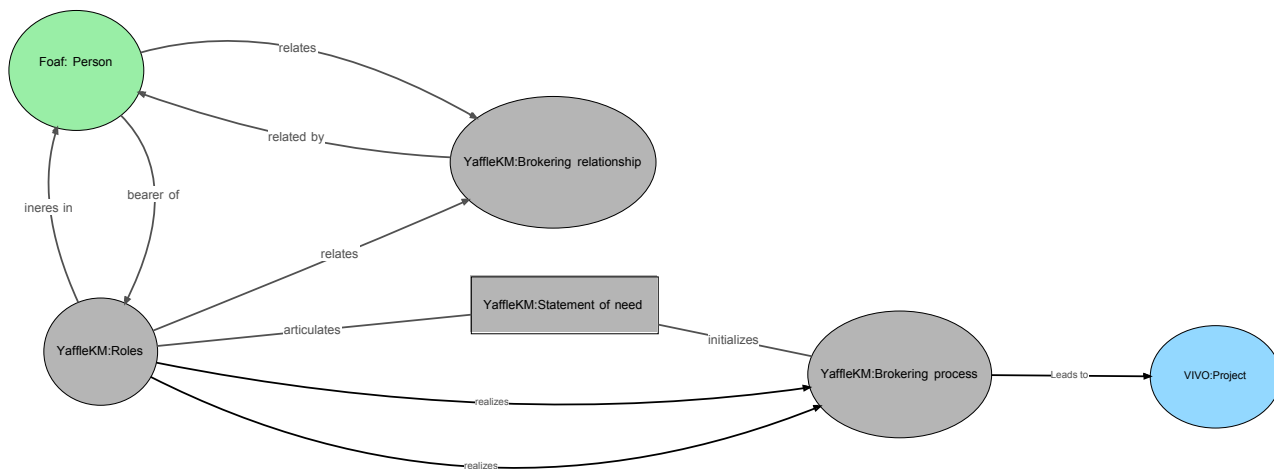 relates
Foaf: Person
related by
YaffleKM:Brokering relationship
bearer of
ineres in
relates
YaffleKM:Statement of need
articulates
initializes
YaffleKM:Roles
YaffleKM:Brokering process
Leads to
VIVO:Project
realizes
realizes